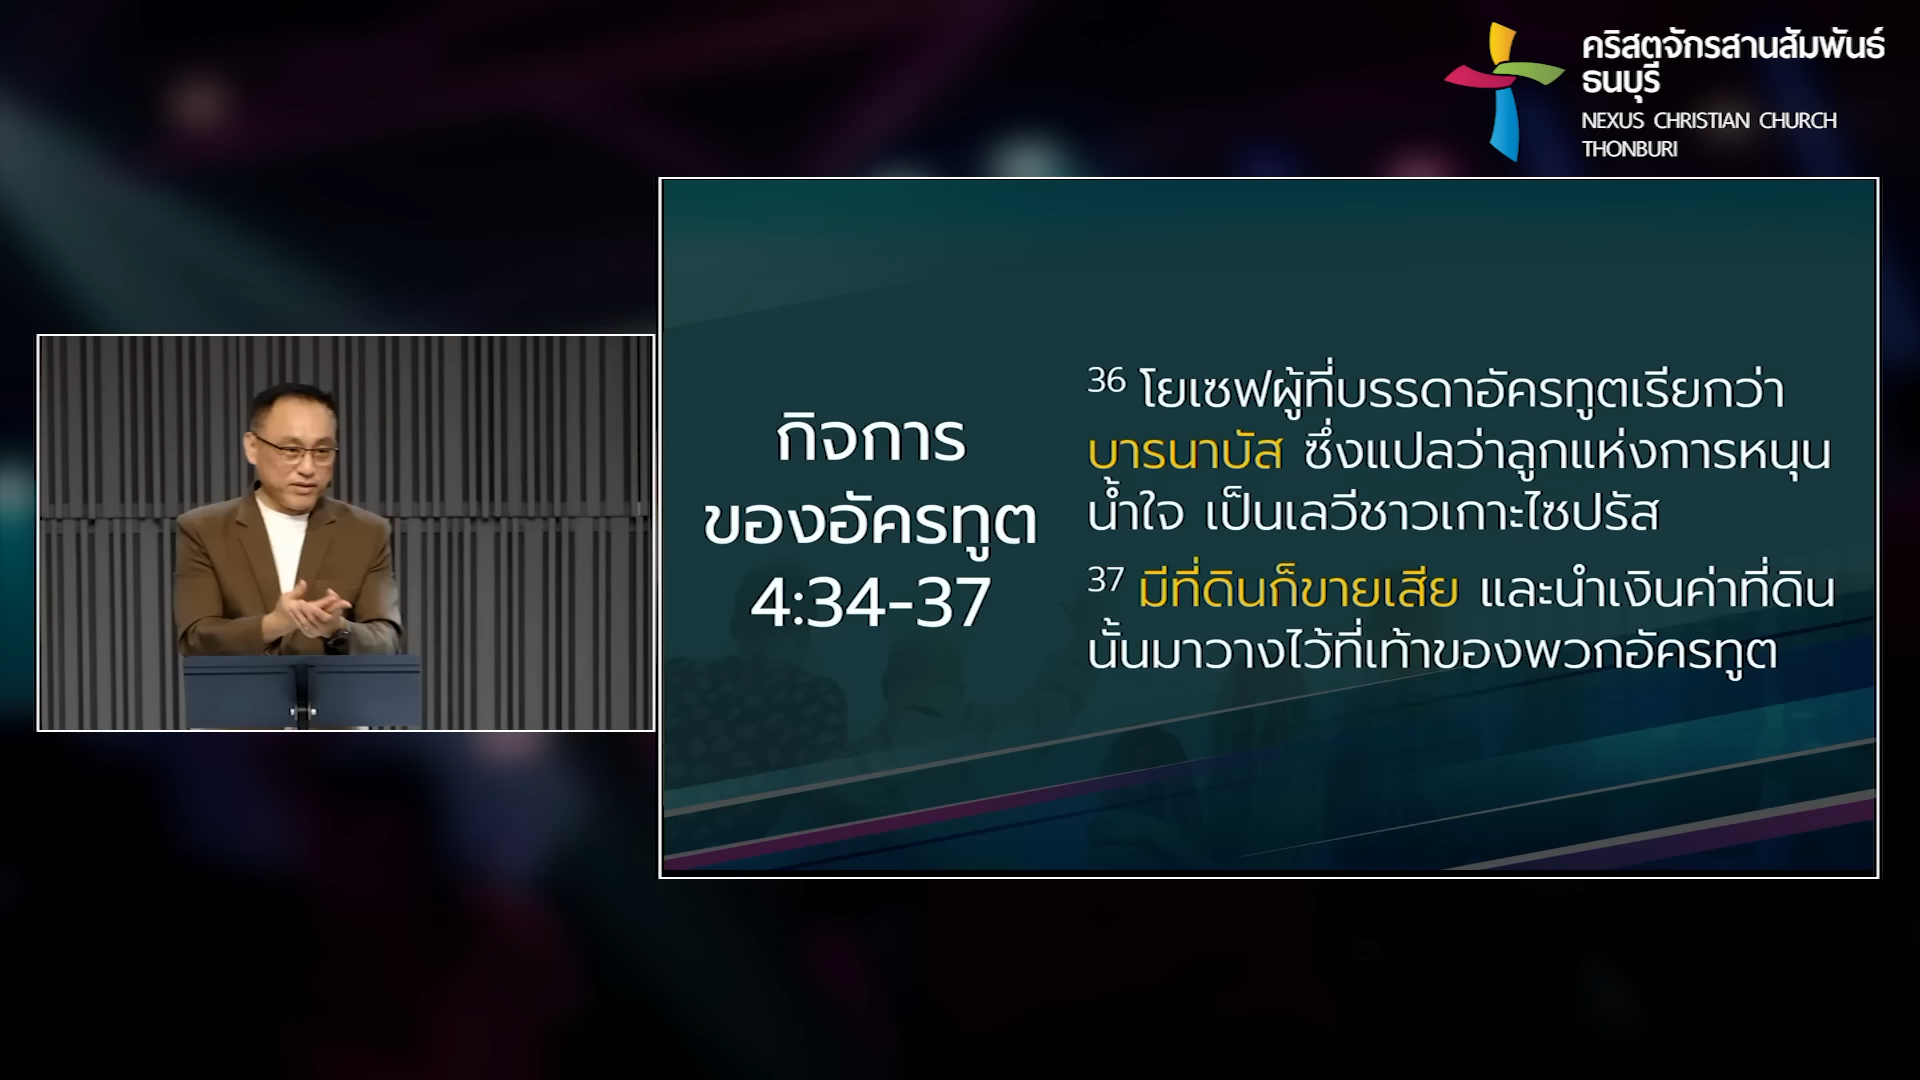 คริสตจักรสานสัมพันธ์
ธนบุรี
NEXUS CHRISTIAN CHURCH
THONBURI
กิจการ
ของอัครทูต
4:34-37
36 โยเซฟผู้ที่บรรดาอัครทูตเรียกว่า
บารนาบัส ซึ่งแปลว่าลูกแห่งการหนุน
น้ำใจ เป็นเลวีชาวเกาะไซปรัส
37 มีที่ดินก็ขายเสีย และนำเงินค่าที่ดิน
นั้นมาวางไว้ที่เท้าของพวกอัครทูต